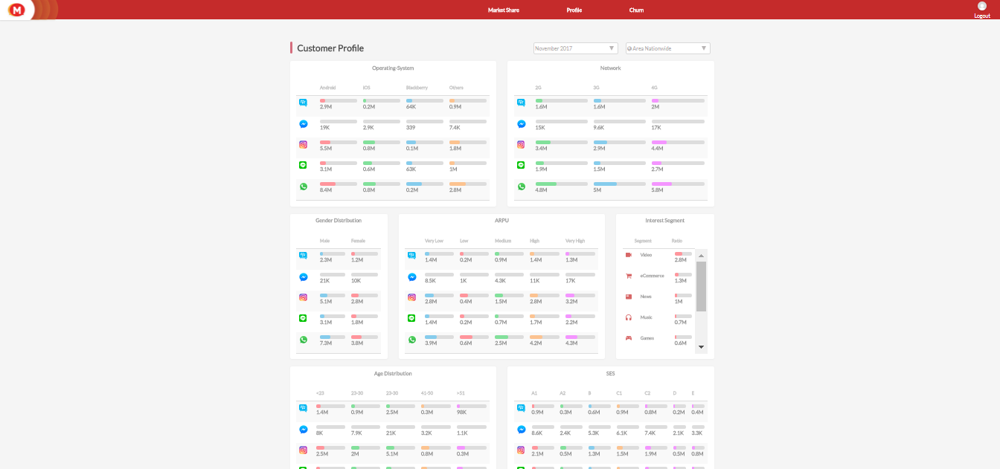 M
Market Share Profile Churn
Logout
Customer Profile
November 2017
Area Nationwide
Operating-System
Android IOS Blackberry Others
2.9M 0.2M 64K 0.9M
19K 2.9K 339 7.4K
5.5M 0.8M 0.1M 1.8M
3.1M 0.6M 63K 1M
8.4M 0.8M 0.2M 2.8M
Network
2G 3G 4G
1.6M 1.6M 2M
15K 9.6K 17K
3.4M 2.9M 4.4M
1.9M 1.5M 2.7M
4.8M 5M 5.8M
Gender Distribution
Male Female
2.3M 1.2M
21K 10K
5.1M 2.8M
3.1M 1.8M
7.3M 3.8M
ARPU
Very Low Low Medium High Very High
1.4M 0.2M 0.9M 1.4M 1.3M
8.5K 1K 4.3K 11K 17K
2.8M 0.4M 1.5M 2.8M 3.2M
1.4M 0.2M 0.7M 1.7M 2.2M
3.9M 0.6M 2.5M 4.2M 4.3M
Interest Segment
Segment Ratio
Video 2.8M
eCommerce 1.3M
News 1M
Music 0.7M
Games 0.6M
Age Distribution
<23 23-30 23-30 41-50 >51
1.4M 0.9M 2.5M 0.3M 98K
8K 7.9K 21K 3.2K 1.1K
2.5M 2M 5.1M 0.8M 0.3M
SES
A1 A2 B C1 C2 D E
0.9M 0.3M 0.6M 0.9M 0.8M 0.2M 0.4M
8.6K 2.4K 5.3K 6.1K 7.4K 2.1K 3.3K
2.1M 0.5M 1.3M 1.5M 1.9M 0.5M 0.8M